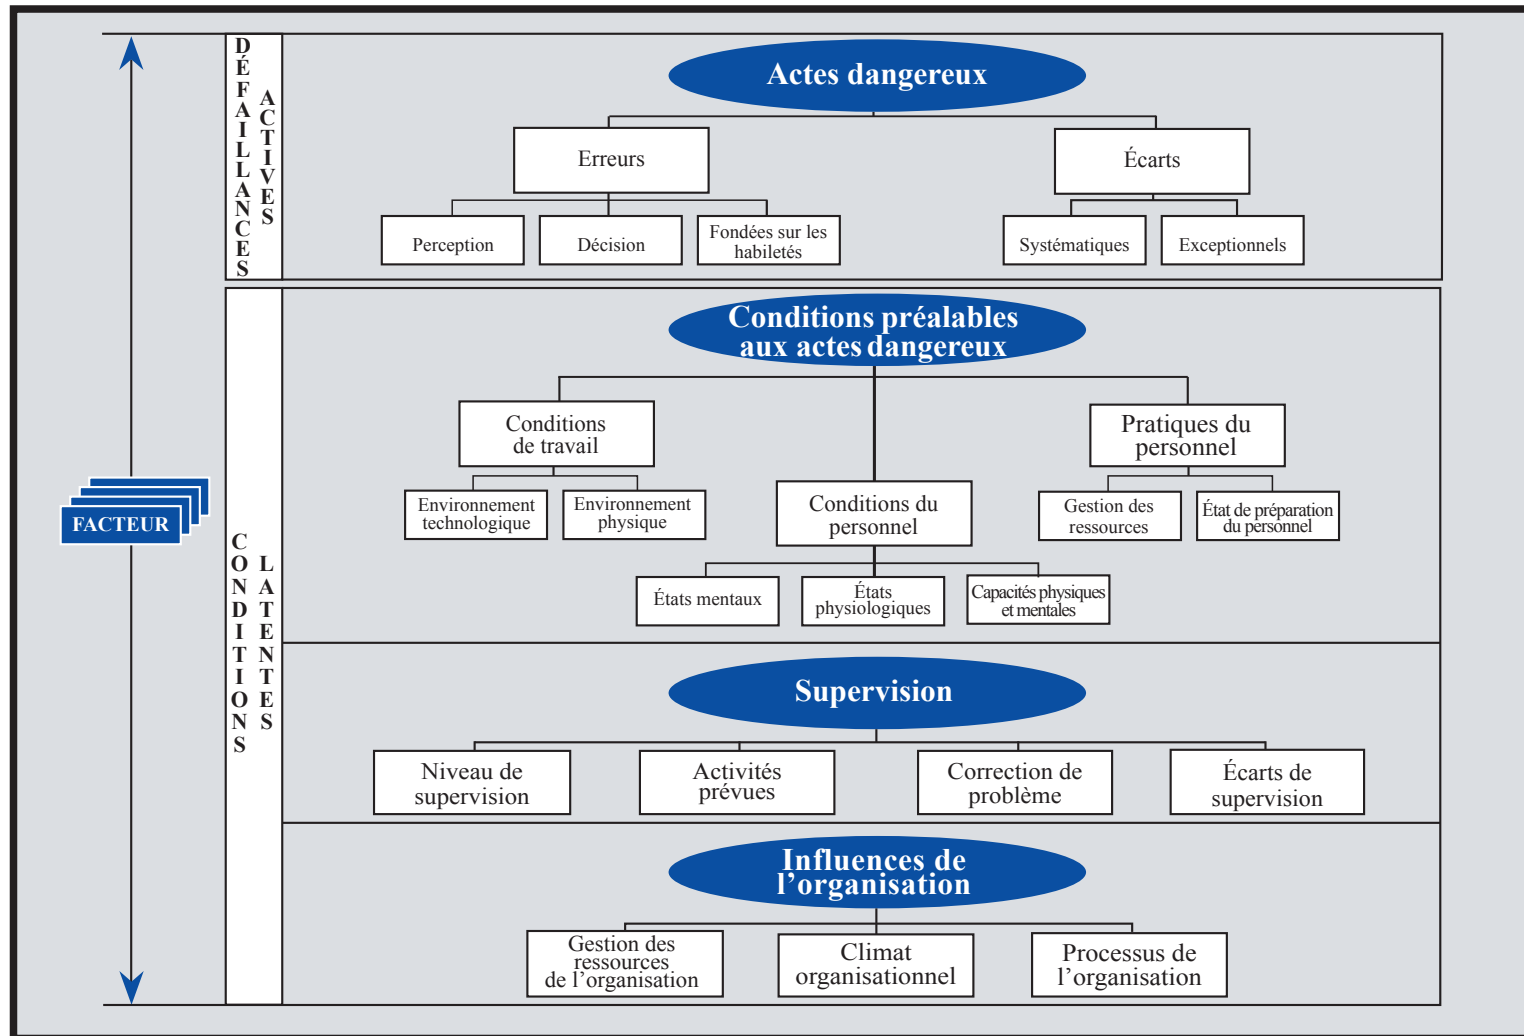 DÉFAILLANCES
ACTIVES
Actes dangereux
Erreurs
Écarts
Perception
Décision
Fondées sur les
habiletés
Systématiques
Exceptionnels
FACTEUR
CONDITIONS
LATENTES
Conditions préalables
aux actes dangereux
Conditions
de travail
Pratiques du
personnel
Environnement
technologique
Environnement
physique
Conditions du
personnel
Gestion des
ressources
État de préparation
du personnel
États mentaux
États
physiologiques
Capacités physiques
et mentales
Supervision
Niveau de
supervision
Activités
prévues
Correction de
problème
Écarts de
supervision
Influences de
l’organisation
Gestion des
ressources
de l’organisation
Climat
organisationnel
Processus de
l’organisation